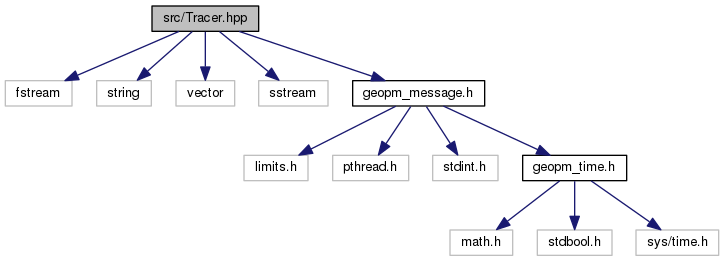 src/Tracer.hpp
fstream
string
vector
sstream
geopm_message.h
limits.h
pthread.h
stdint.h
geopm_time.h
math.h
stdbool.h
sys/time.h